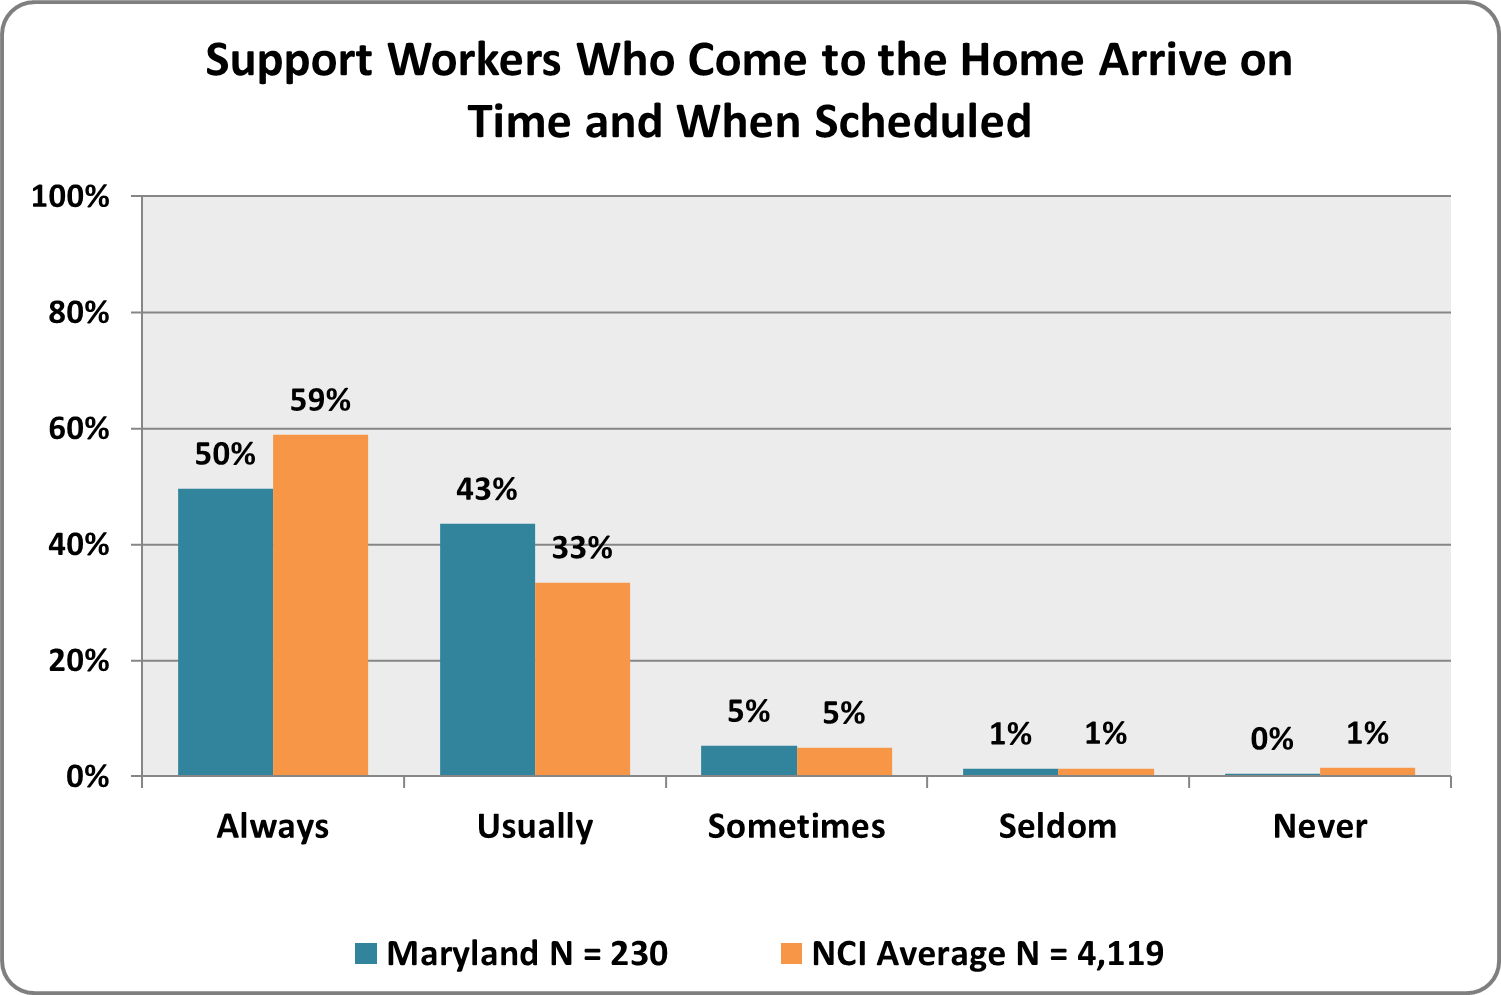 Support Workers Who Come to the Home Arrive on
Time and When Scheduled
100%
80%
60%
40%
20%
0%
50%
59%
43%
33%
5%
5%
1%
1%
0%
1%
Always
Usually
Sometimes
Seldom
Never
Maryland N = 230
NCI Average N = 4,119